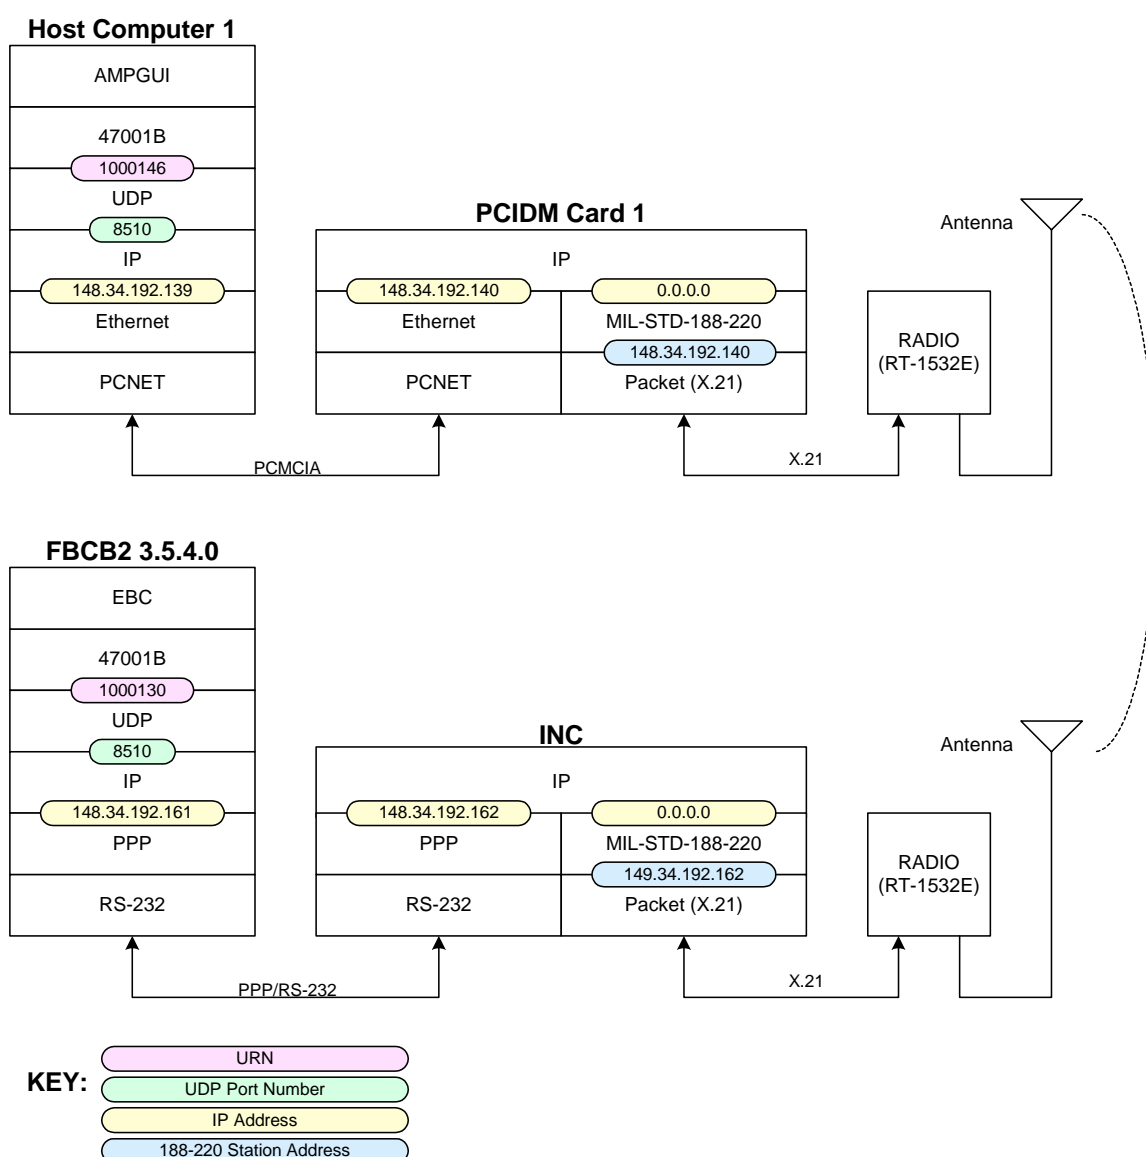 Host Computer 1
AMPGUI
47001B
1000146
UDP
8510
IP
148.34.192.139
Ethernet
PCNET
PCMCIA
PCIDM Card 1
IP
148.34.192.140
0.0.0.0
Ethernet
MIL-STD-188-220
148.34.192.140
PCNET
Packet (X.21)
X.21
RADIO
(RT-1532E)
Antenna
FBCB2 3.5.4.0
EBC
47001B
1000130
UDP
8510
IP
148.34.192.161
PPP
RS-232
PPP/RS-232
INC
IP
148.34.192.162
0.0.0.0
PPP
MIL-STD-188-220
149.34.192.162
RS-232
Packet (X.21)
X.21
RADIO
(RT-1532E)
Antenna
KEY:
URN
UDP Port Number
IP Address
188-220 Station Address